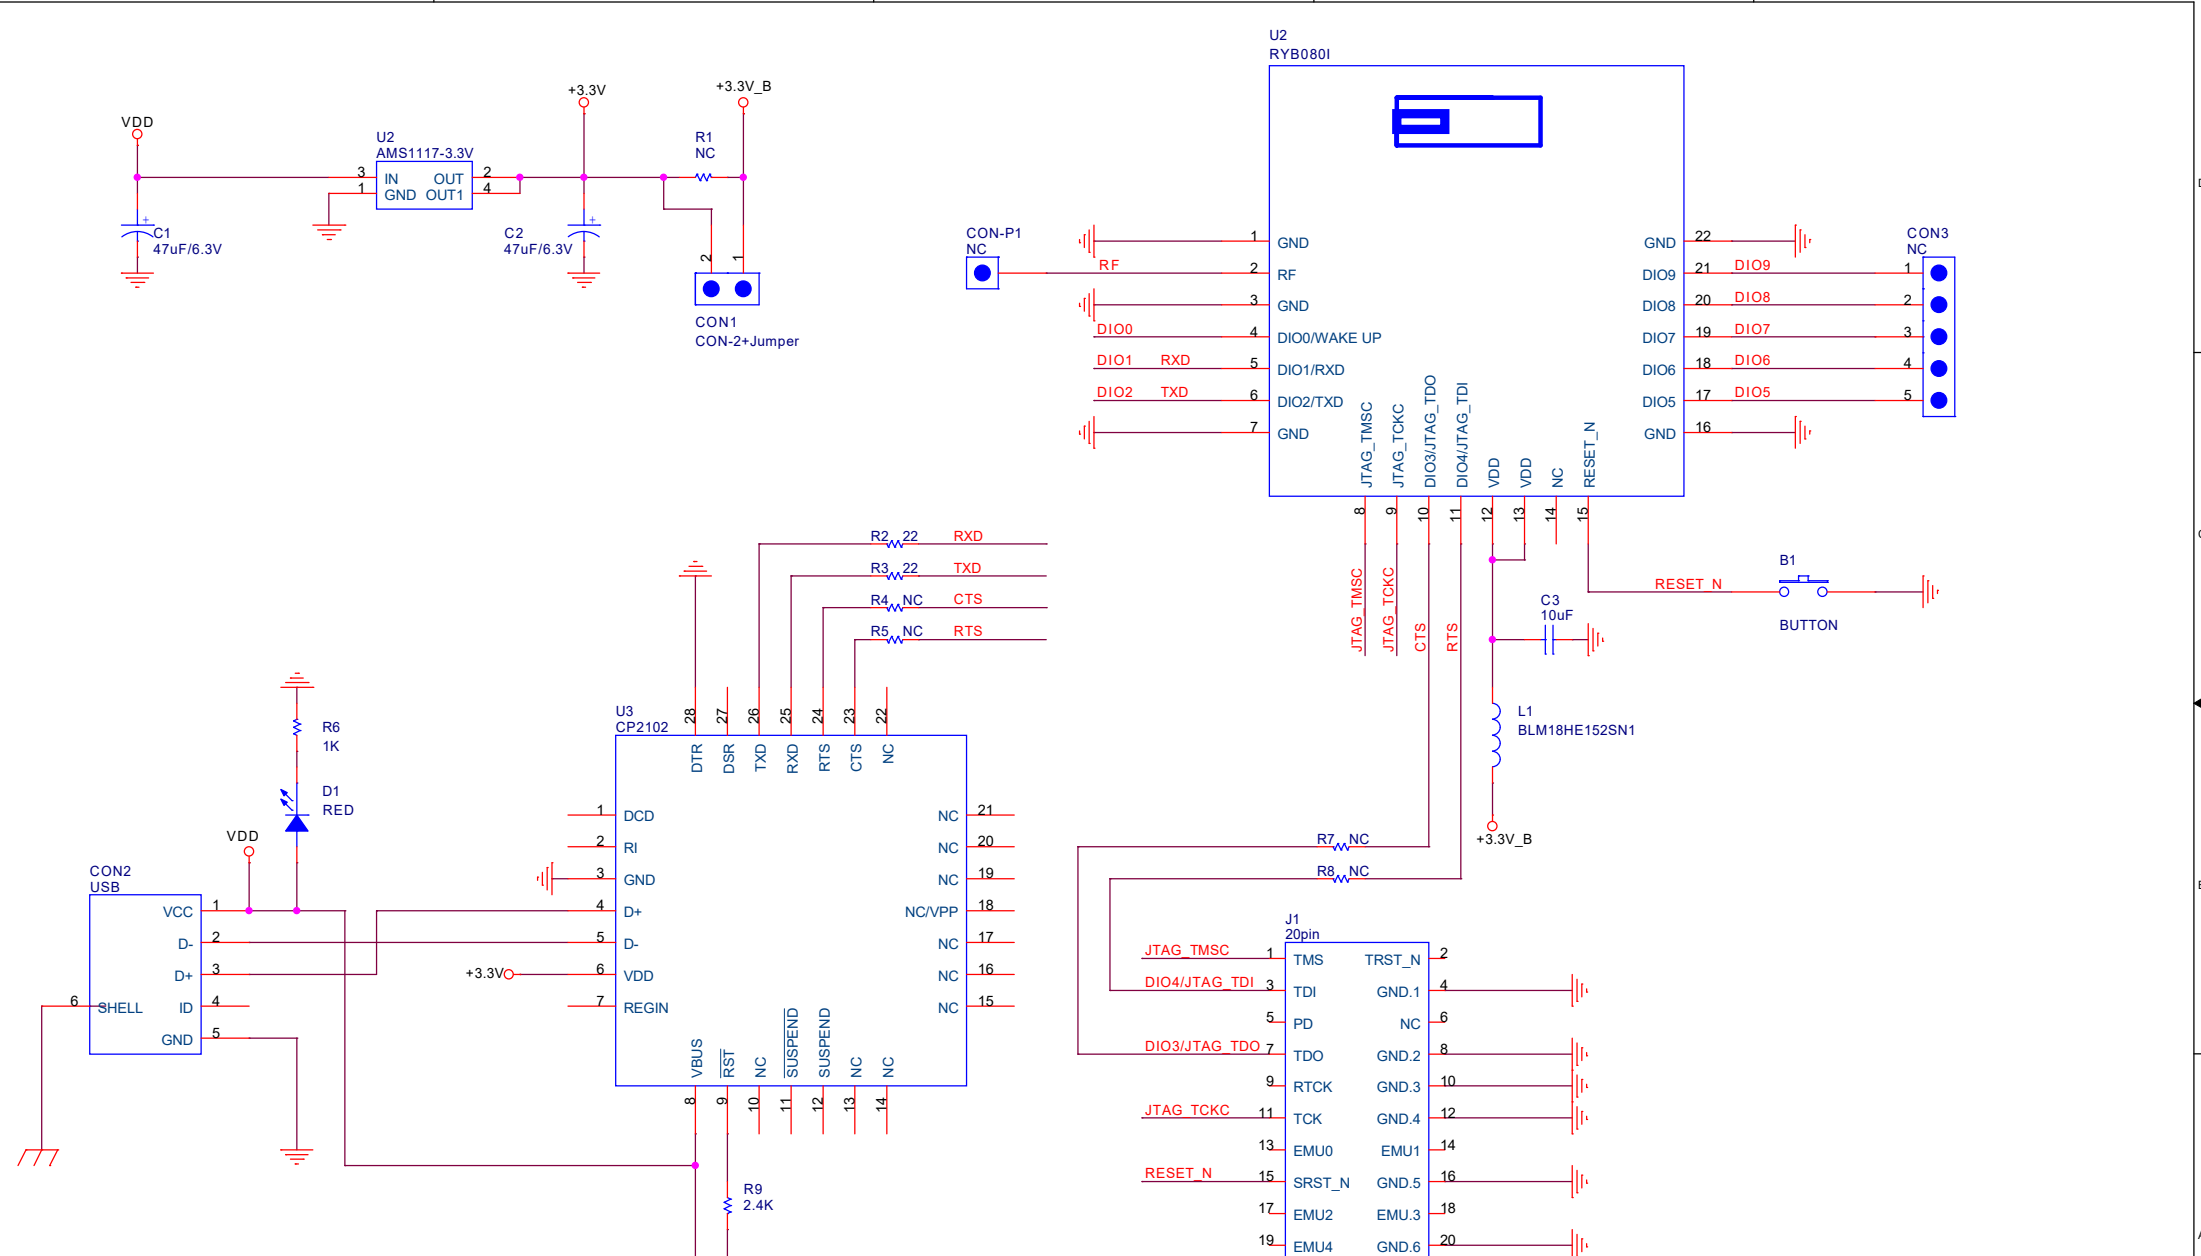 U2
RYB080I
+3.3V
+3.3V_B
VDD
U2
AMS1117-3.3V
R1
NC
3 IN OUT 2
1 GND OUT1 4
+
C1
47uF/6.3V
+
C2
47uF/6.3V
2 1
CON1
CON-2+Jumper
CON-P1
NC
RF
1 GND
2 RF
3 GND
DIO0 4 DIO0/WAKE UP
DIO1 RXD 5 DIO1/RXD
DIO2 TXD 6 DIO2/TXD
7 GND
GND 22
DIO9 21 DIO9 1
DIO8 20 DIO8 2
DIO7 19 DIO7 3
DIO6 18 DIO6 4
DIO5 17 DIO5 5
GND 16
CON3
NC
JTAG_TMSC
JTAG_TCKC
DIO3/JTAG_TDO
DIO4/JTAG_TDI
VDD
VDD
NC
RESET_N
8 9 10 11 12 13 14 15
JTAG_TMSC
JTAG_TCKC
CTS
RTS
RESET_N
B1
BUTTON
C3
10uF
L1
BLM18HE152SN1
+3.3V_B
R2 22 RXD
R3 22 TXD
R4 NC CTS
R5 NC RTS
U3
CP2102
28 27 26 25 24 23 22
DTR DSR TXD RXD RTS CTS NC
1 DCD
2 RI
3 GND
4 D+
5 D-
+3.3V 6 VDD
7 REGIN
NC 21
NC 20
NC 19
NC/VPP 18
NC 17
NC 16
NC 15
VBUS RST NC SUSPEND SUSPEND NC NC
8 9 10 11 12 13 14
R9
2.4K
R6
1K
D1
RED
VDD
CON2
USB
VCC 1
D- 2
D+ 3
6 SHELL ID 4
GND 5
R7 NC
R8 NC
J1
20pin
JTAG_TMSC 1 TMS TRST_N 2
DIO4/JTAG_TDI 3 TDI GND.1 4
5 PD NC 6
DIO3/JTAG_TDO 7 TDO GND.2 8
9 RTCK GND.3 10
JTAG_TCKC 11 TCK GND.4 12
13 EMU0 EMU1 14
RESET_N 15 SRST_N GND.5 16
17 EMU2 EMU.3 18
19 EMU4 GND.6 20